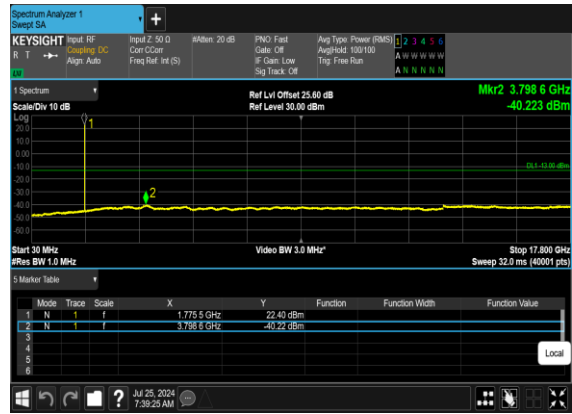 Spectrum Analyzer 1
Swept SA
+
KEYSIGHT Input: RF Input Z: 50 Ω #Atten: 20 dB PNO: Fast Avg Type: Power (RMS) 1 2 3 4 5 6
R T Coupling: DC Corr CCorr Gate: Off Avg|Hold: 100/100 A W W W W W
Align: Auto Freq Ref: Int (S) IF Gain: Low Trig: Free Run
Sig Track: Off A N N N N N
1 Spectrum Ref Lvl Offset 25.60 dB Mkr2 3.798 6 GHz
Scale/Div 10 dB Ref Level 30.00 dBm -40.223 dBm
Log
1
20.0
10.0
0.00
-10.0 DL1 -13.00 dBm
-20.0
-30.0 2
-40.0
-50.0
-60.0
Start 30 MHz Video BW 3.0 MHz* Stop 17.800 GHz
#Res BW 1.0 MHz Sweep 32.0 ms (40001 pts)
5 Marker Table
Mode Trace Scale X Y Function Function Width Function Value
1 N 1 f 1.775 5 GHz 22.40 dBm
2 N 1 f 3.798 6 GHz -40.22 dBm
3
4
5
6
Local
? Jul 25, 2024
7:39:25 AM